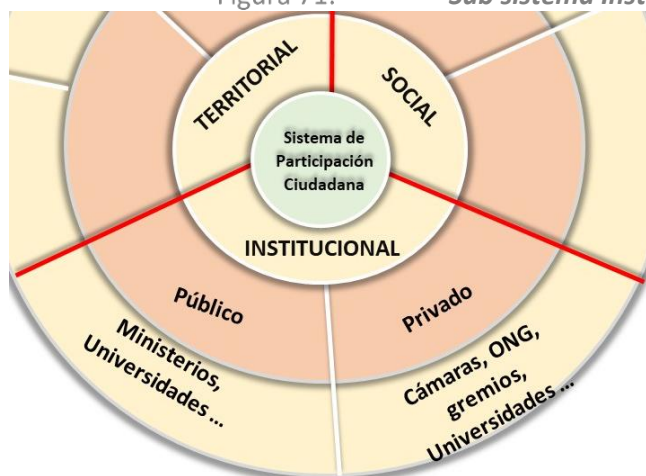 Figura 71. Sub sistema Inst
TERRITORIAL
SOCIAL
Sistema de
Participación
Ciudadana
INSTITUCIONAL
Público
Privado
Ministerios,
Universidades ...
Cámaras, ONG,
gremios,
Universidades ...